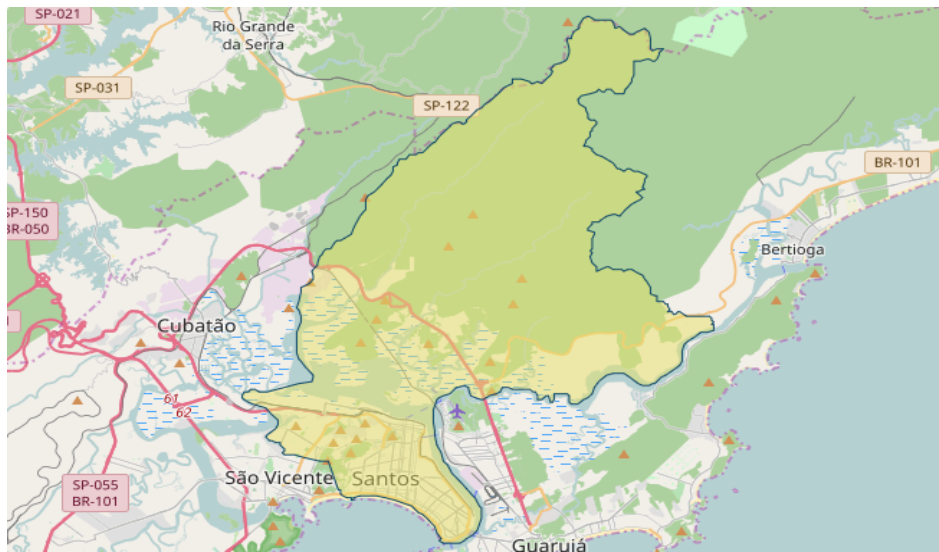 SP-021
Rio Grande
da Serra
SP-031
SP-122
BR-101
SP-150
BR-050
Bertioga
Cubatão
61
62
São Vicente
Santos
SP-055
BR-101
Guarujá